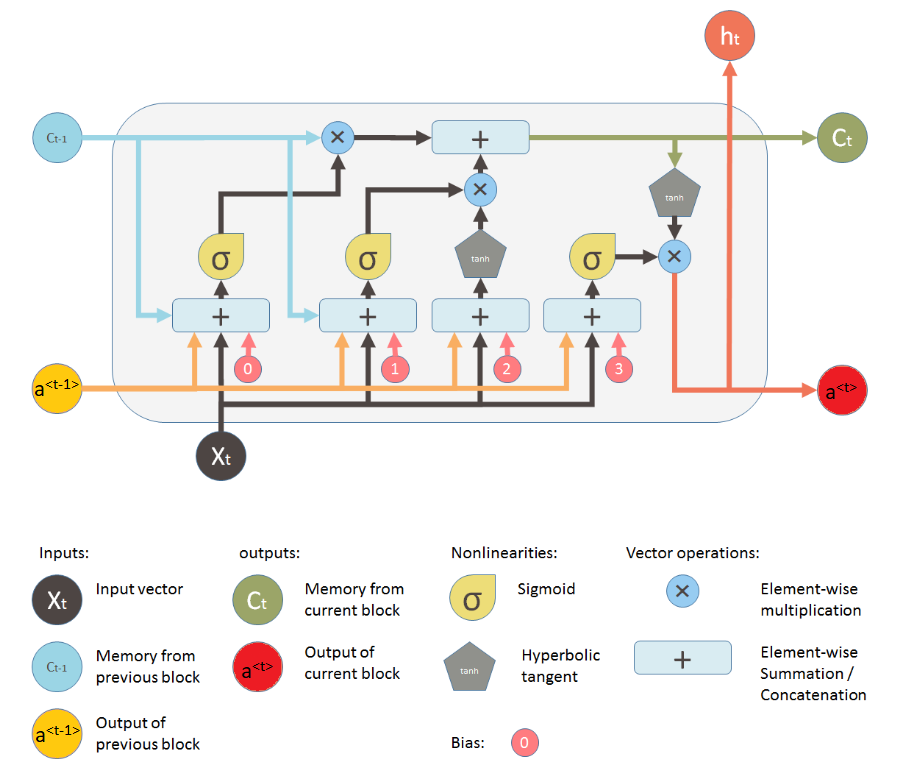 ht
Ct-1
×
+
Ct
×
tanh
σ
σ
tanh
σ
×
+
+
+
+
0
1
2
3
a<t-1>
a<t>
Xt
Inputs:
outputs:
Nonlinearities:
Vector operations:
Xt
Input vector
Ct
Memory from
current block
σ
Sigmoid
×
Element-wise
multiplication
Ct-1
Memory from
previous block
a<t>
Output of
current block
tanh
Hyperbolic
tangent
+
Element-wise
Summation /
Concatenation
a<t-1>
Output of
previous block
Bias:
0